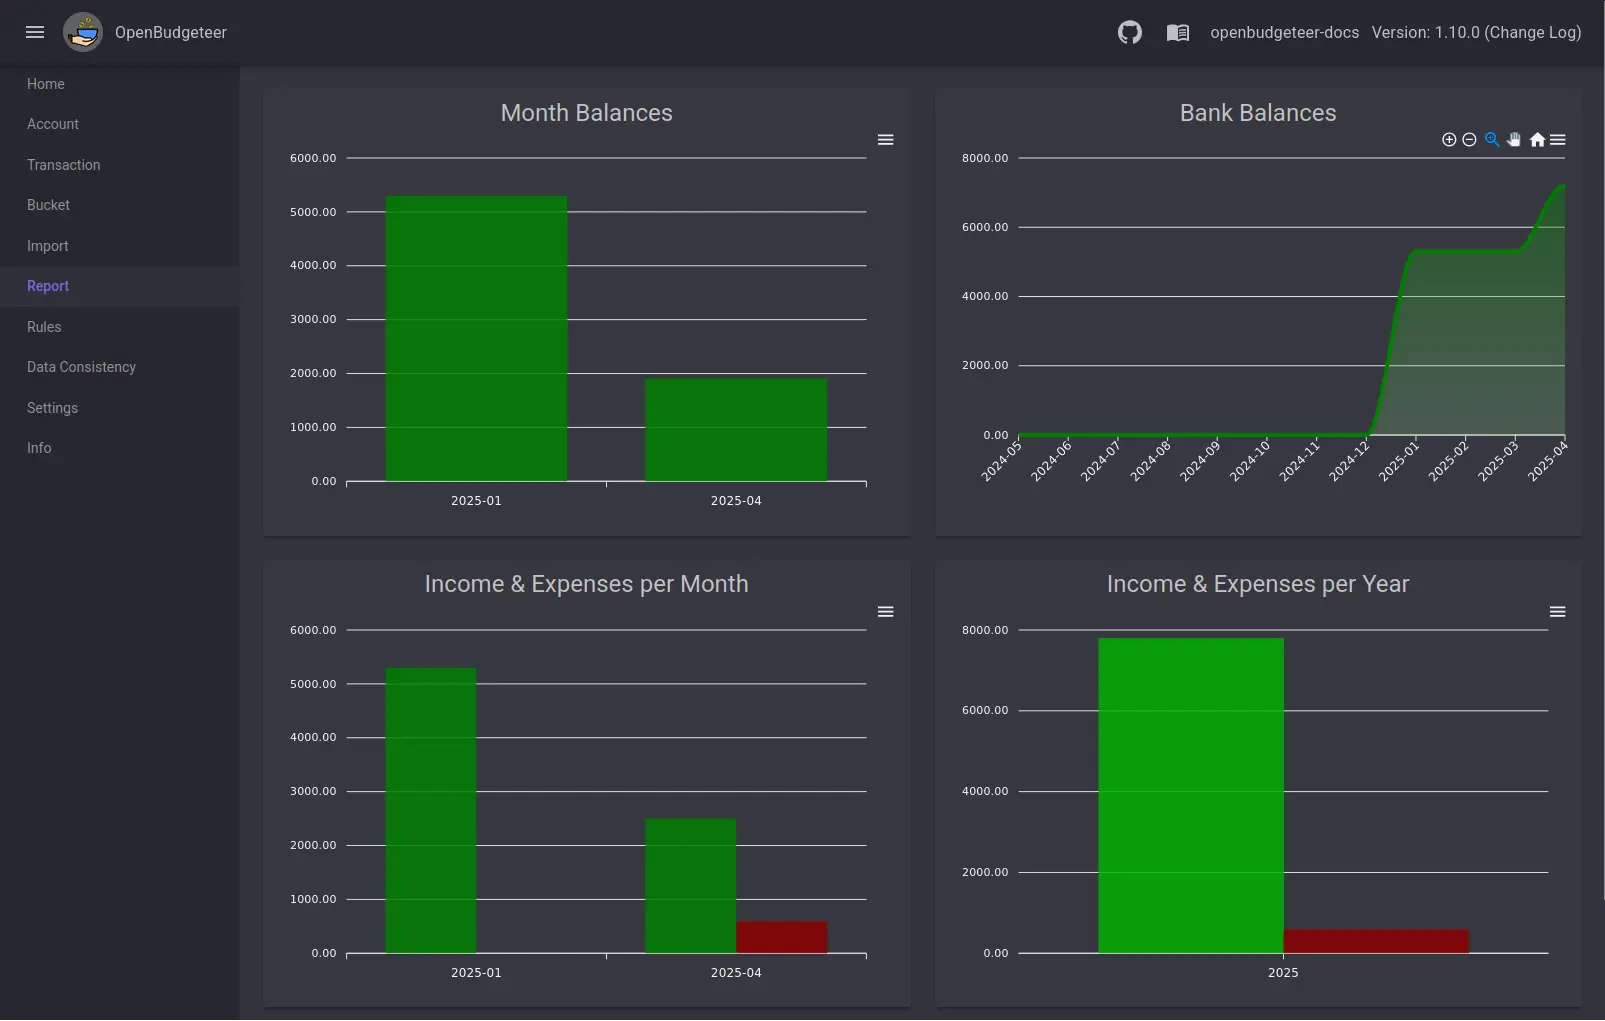 OpenBudgeteer
openbudgeteer-docs Version: 1.10.0 (Change Log)
Home
Account
Transaction
Bucket
Import
Report
Rules
Data Consistency
Settings
Info
Month Balances
6000.00
5000.00
4000.00
3000.00
2000.00
1000.00
0.00
2025-01 2025-04
Bank Balances
8000.00
6000.00
4000.00
2000.00
0.00
2024-05 2024-06 2024-07 2024-08 2024-09 2024-10 2024-11 2024-12 2025-01 2025-02 2025-03 2025-04
Income & Expenses per Month
6000.00
5000.00
4000.00
3000.00
2000.00
1000.00
0.00
2025-01 2025-04
Income & Expenses per Year
8000.00
6000.00
4000.00
2000.00
0.00
2025